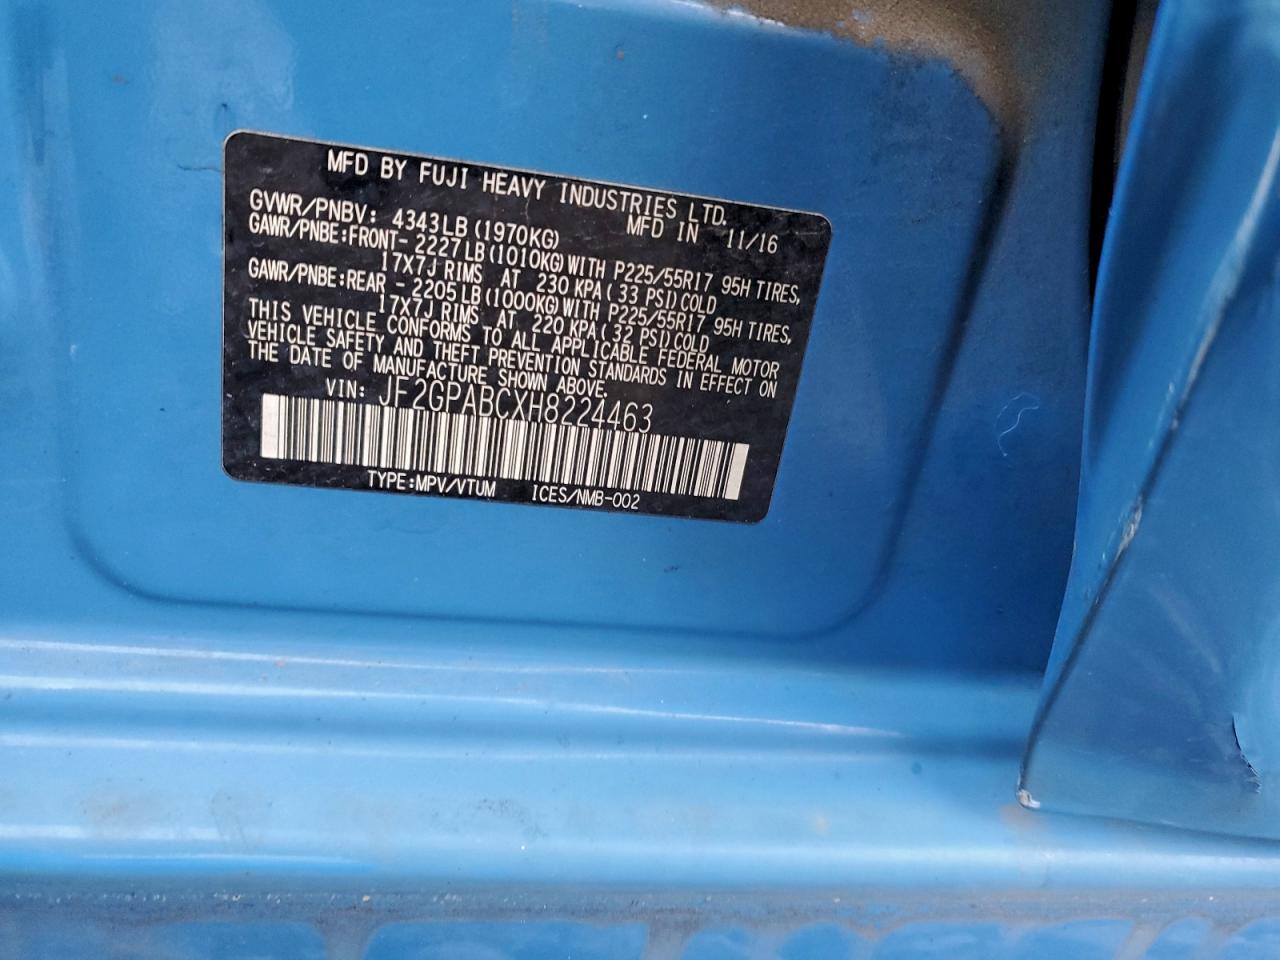 MFD BY FUJI HEAVY INDUSTRIES LTD.
MFD IN 11/16
GVWR/PNBV: 4343LB (1970KG)
GAWR/PNBE:FRONT- 2227LB(1010KG)WITH P225/55R17 95H TIRES,
17X7J RIMS AT 230 KPA( 33 PSI)COLD
GAWR/PNBE:REAR - 2205LB(1000KG)WITH P225/55R17 95H TIRES,
17X7J RIMS AT 220 KPA( 32 PSI)COLD
THIS VEHICLE CONFORMS TO ALL APPLICABLE FEDERAL MOTOR
VEHICLE SAFETY AND THEFT PREVENTION STANDARDS IN EFFECT ON
THE DATE OF MANUFACTURE SHOWN ABOVE.
VIN: JF2GPABCXH8224463
TYPE:MPV/VTUM ICES/NMB-002